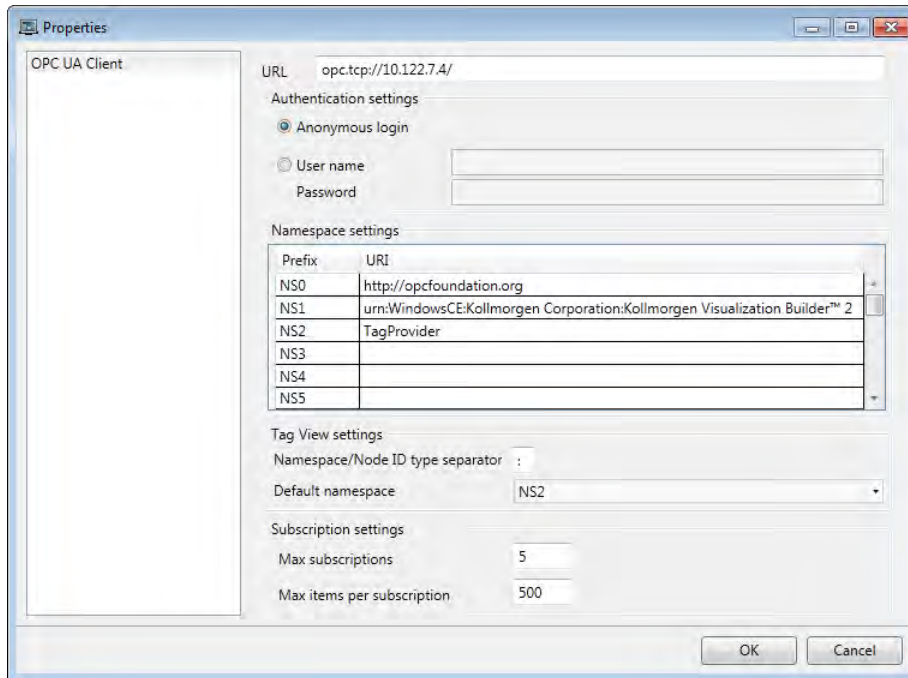 Properties
OPC UA Client
URL opc.tcp://10.122.7.4/
Authentication settings
Anonymous login
User name
Password
Namespace settings
Prefix URI
NS0 http://opcfoundation.org
NS1 urn:WindowsCE:Kollmorgen Corporation:Kollmorgen Visualization Builder™ 2
NS2 TagProvider
NS3
NS4
NS5
Tag View settings
Namespace/Node ID type separator :
Default namespace NS2
Subscription settings
Max subscriptions 5
Max items per subscription 500
OK Cancel